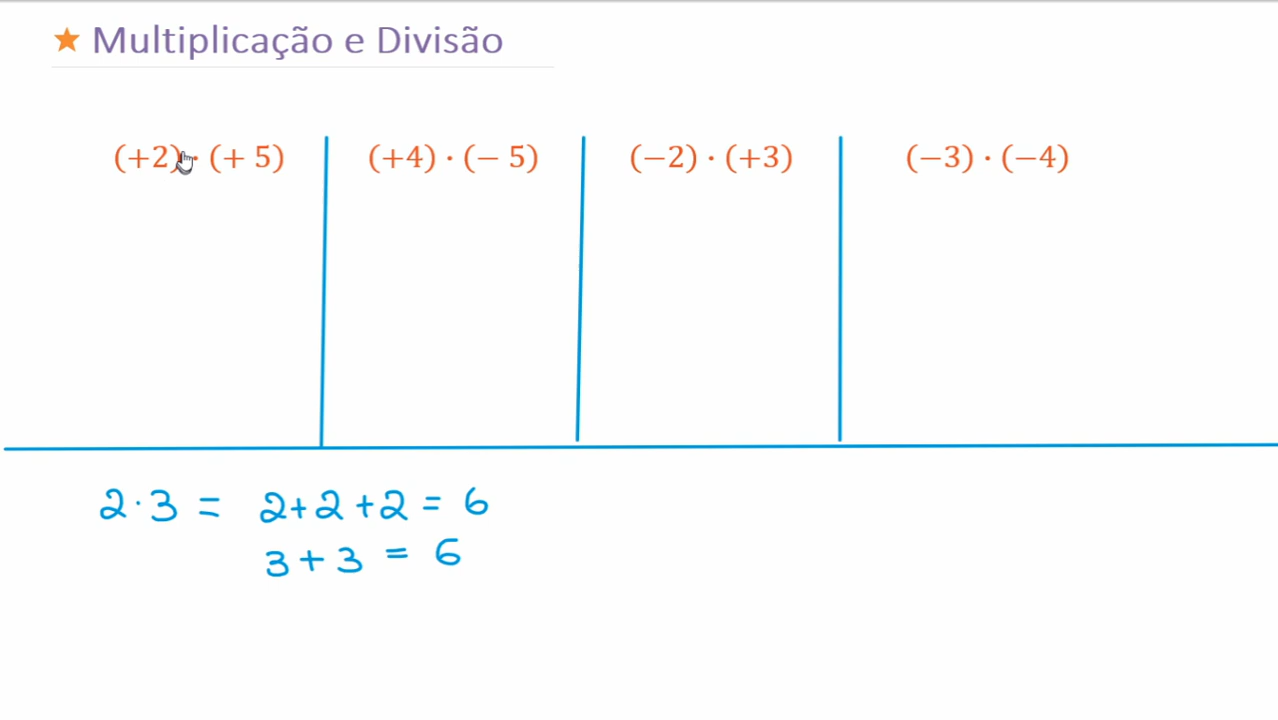 Multiplicação e Divisão
(+2) · (+ 5) (+4) · (− 5) (−2) · (+3) (−3) · (−4)
2 · 3 = 2+2+2 = 6
3 + 3 = 6